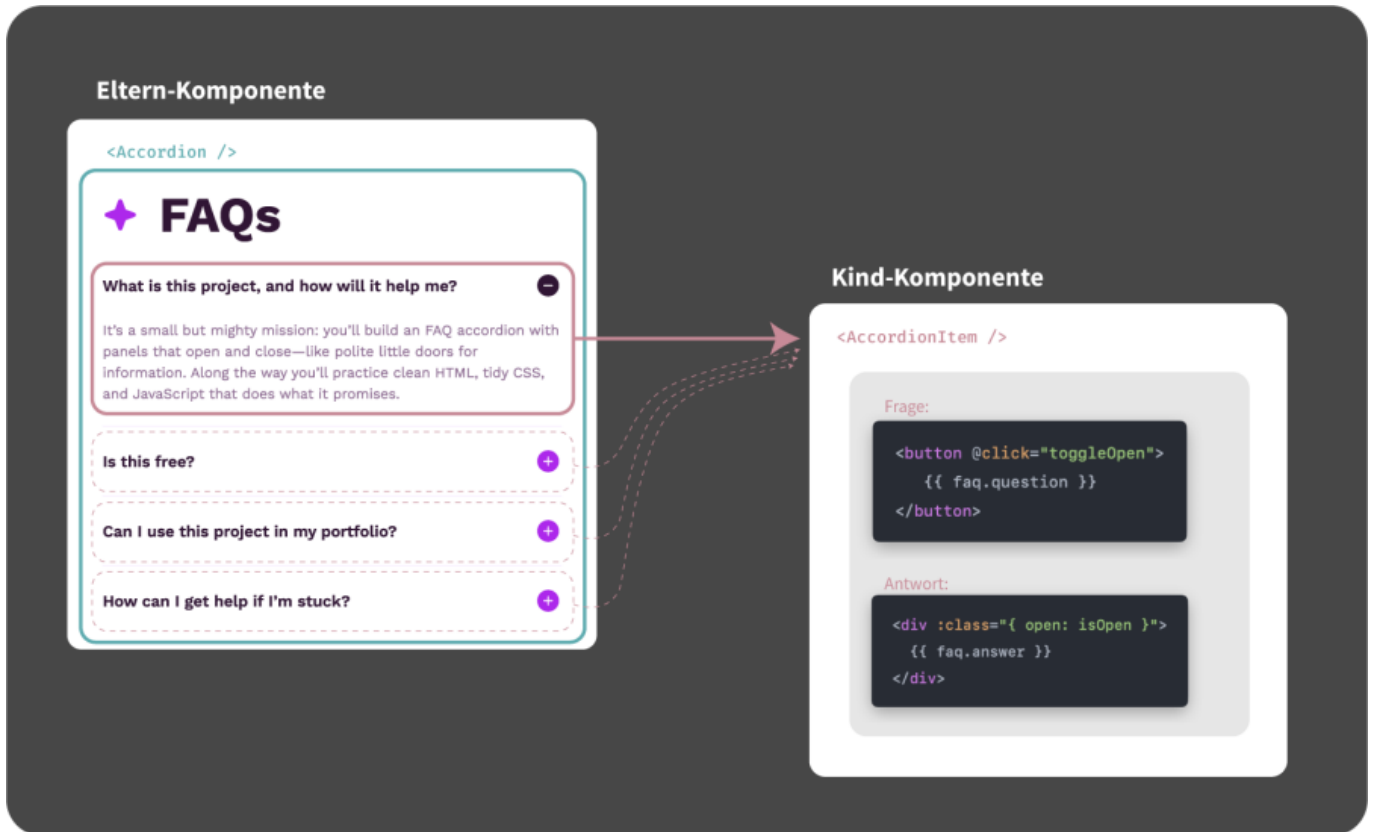 Eltern-Komponente
<Accordion />
FAQs
What is this project, and how will it help me?
It's a small but mighty mission: you'll build an FAQ accordion with
panels that open and close—like polite little doors for
information. Along the way you'll practice clean HTML, tidy CSS,
and JavaScript that does what it promises.
Is this free?
Can I use this project in my portfolio?
How can I get help if I'm stuck?
Kind-Komponente
<AccordionItem />
Frage:
<button @click="toggleOpen">
{{ faq.question }}
</button>
Antwort:
<div :class="{ open: isOpen }">
{{ faq.answer }}
</div>